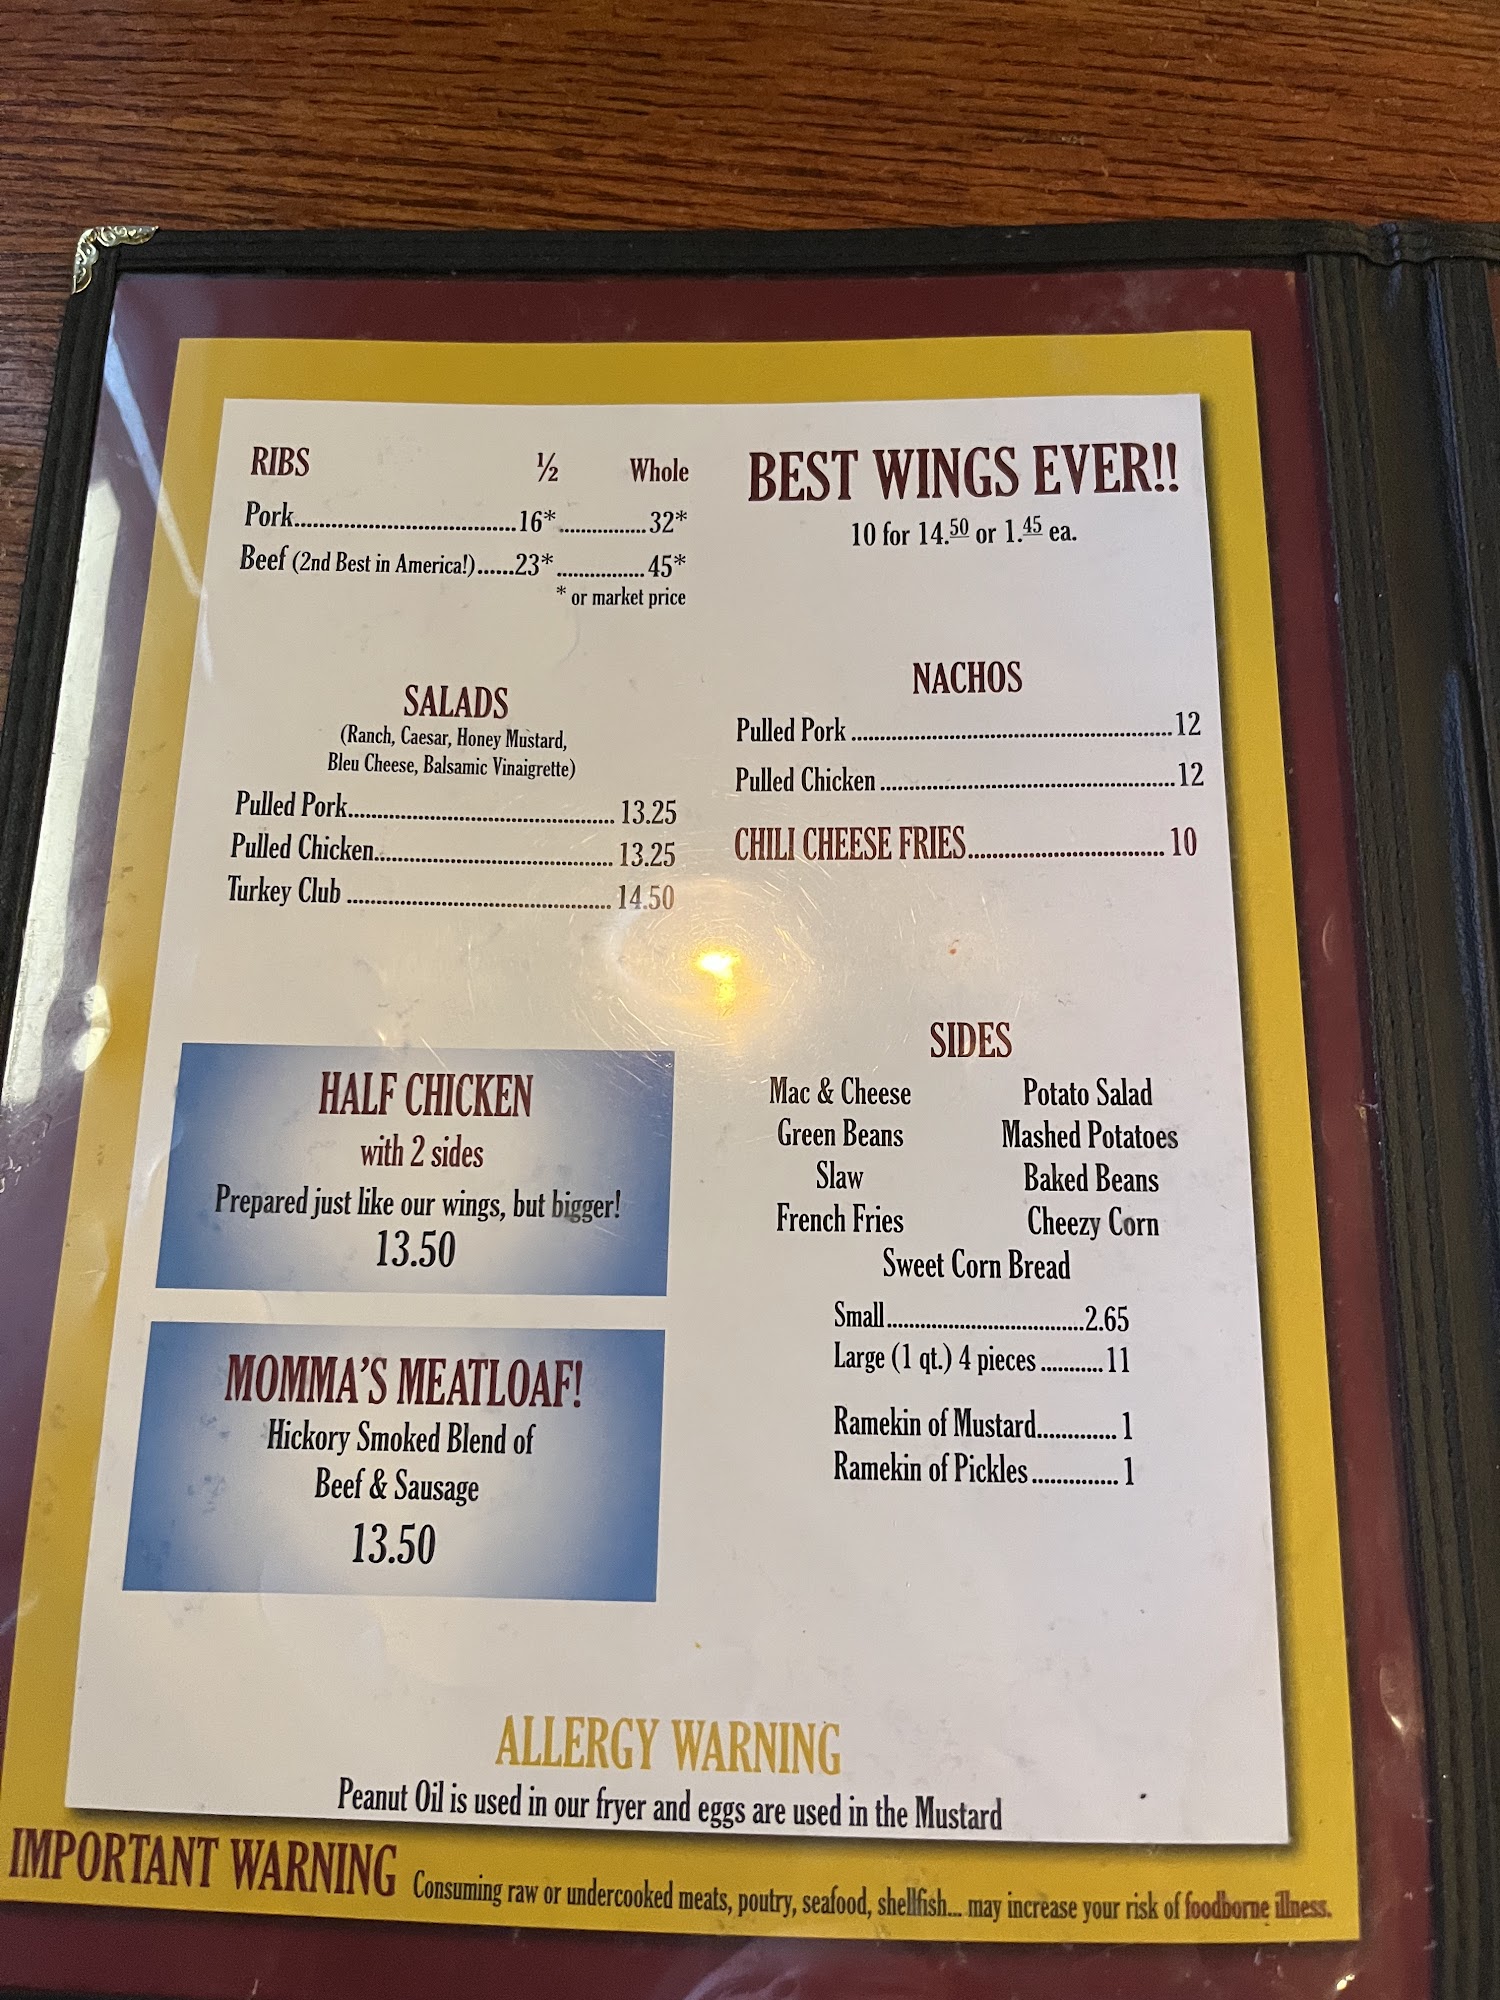 RIBS ½ Whole
Pork....................................16*...............32*
Beef (2nd Best in America!)......23*...............45*
* or market price
SALADS
(Ranch, Caesar, Honey Mustard,
Bleu Cheese, Balsamic Vinaigrette)
Pulled Pork............................................ 13.25
Pulled Chicken....................................... 13.25
Turkey Club ............................................ 14.50
HALF CHICKEN
with 2 sides
Prepared just like our wings, but bigger!
13.50
MOMMA'S MEATLOAF!
Hickory Smoked Blend of
Beef & Sausage
13.50
BEST WINGS EVER!!
10 for 14.50 or 1.45 ea.
NACHOS
Pulled Pork .......................................................12
Pulled Chicken ..................................................12
CHILI CHEESE FRIES................................... 10
SIDES
Mac & Cheese Potato Salad
Green Beans Mashed Potatoes
Slaw Baked Beans
French Fries Cheezy Corn
Sweet Corn Bread
Small...................................2.65
Large (1 qt.) 4 pieces ...........11
Ramekin of Mustard............. 1
Ramekin of Pickles .............. 1
ALLERGY WARNING
Peanut Oil is used in our fryer and eggs are used in the Mustard
IMPORTANT WARNING Consuming raw or undercooked meats, poutry, seafood, shellfish... may increase your risk of foodborne illness.